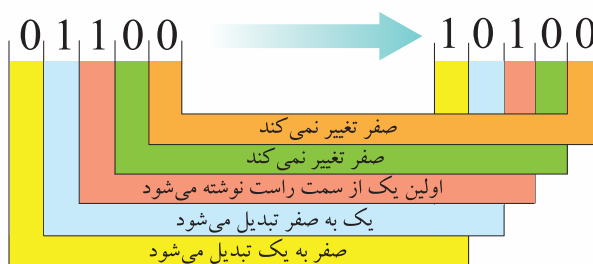 01100 10100
صفر تغییر نمی‌کند
صفر تغییر نمی‌کند
اولین یک از سمت راست نوشته می‌شود
یک به صفر تبدیل می‌شود
صفر به یک تبدیل می‌شود